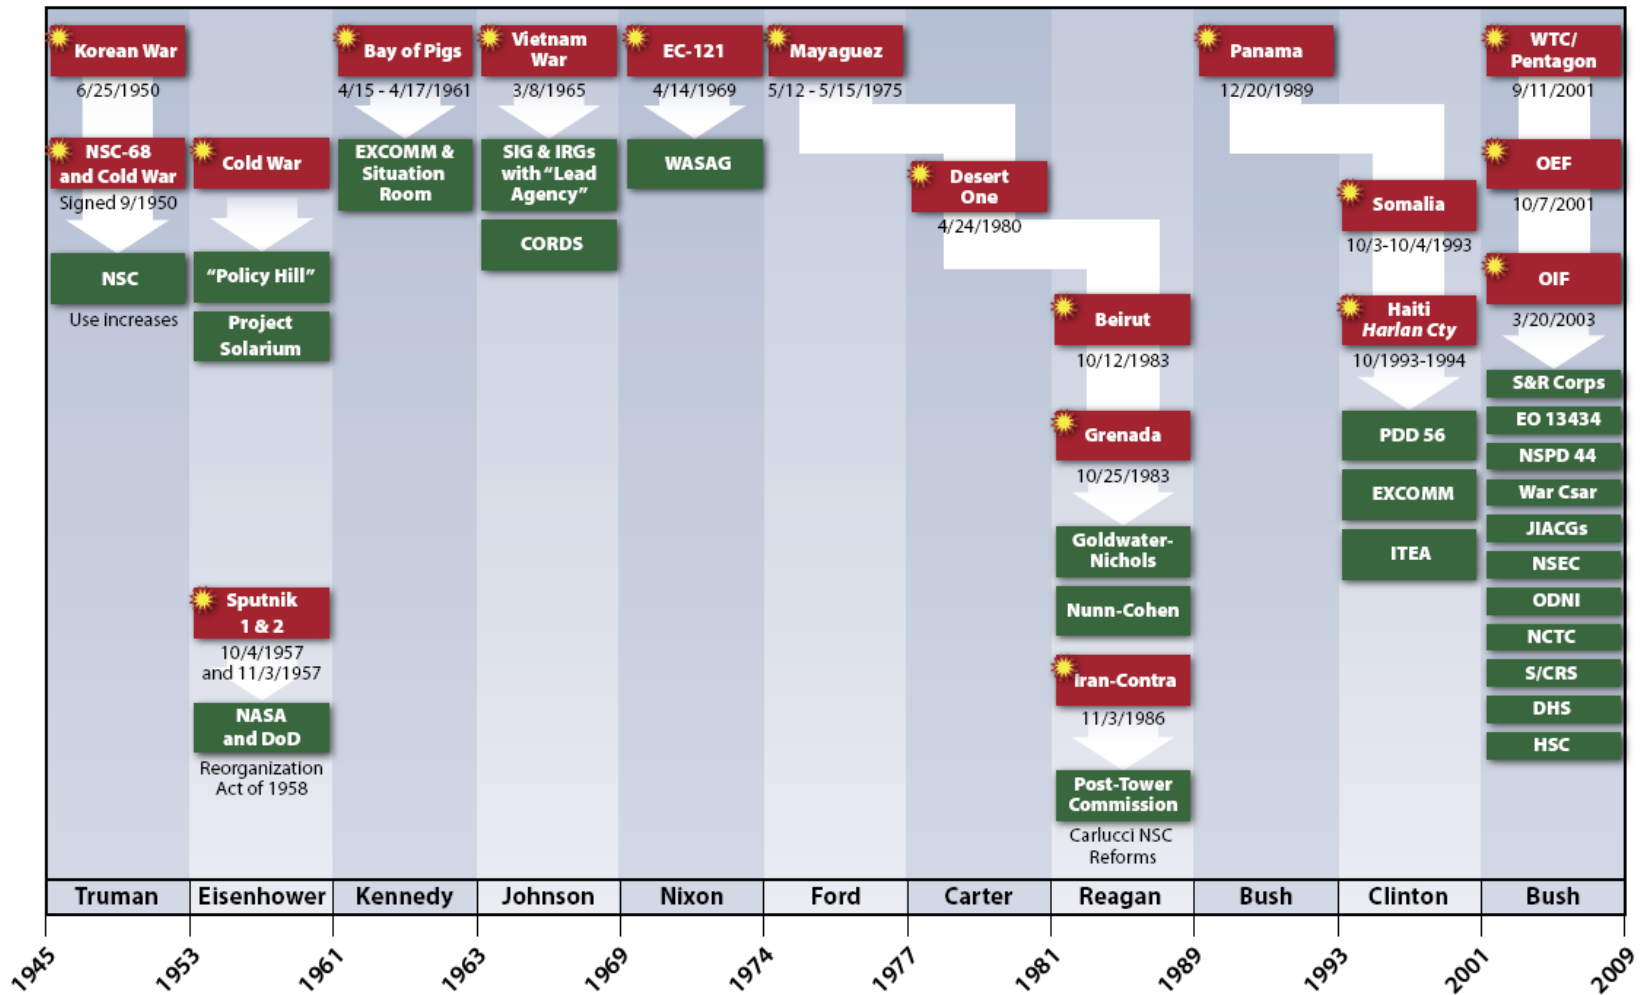 Korean War
6/25/1950
NSC-68
and Cold War
Signed 9/1950
NSC
Use increases
Cold War
“Policy Hill”
Project
Solarium
Sputnik
1 & 2
10/4/1957
and 11/3/1957
NASA
and DoD
Reorganization
Act of 1958
Bay of Pigs
4/15 - 4/17/1961
EXCOMM &
Situation
Room
Vietnam
War
3/8/1965
SIG & IRGs
with “Lead
Agency”
CORDS
EC-121
4/14/1969
WASAG
Mayaguez
5/12 - 5/15/1975
Desert
One
4/24/1980
Beirut
10/12/1983
Grenada
10/25/1983
Goldwater-
Nichols
Nunn-Cohen
Iran-Contra
11/3/1986
Post-Tower
Commission
Carlucci NSC
Reforms
Panama
12/20/1989
Somalia
10/3-10/4/1993
Haiti
Harlan Cty
10/1993-1994
PDD 56
EXCOMM
ITEA
WTC/
Pentagon
9/11/2001
OEF
10/7/2001
OIF
3/20/2003
S&R Corps
EO 13434
NSPD 44
War Csar
JIACGs
NSEC
ODNI
NCTC
S/CRS
DHS
HSC
Truman
Eisenhower
Kennedy
Johnson
Nixon
Ford
Carter
Reagan
Bush
Clinton
Bush
1945
1953
1961
1963
1969
1974
1977
1981
1989
1993
2001
2009